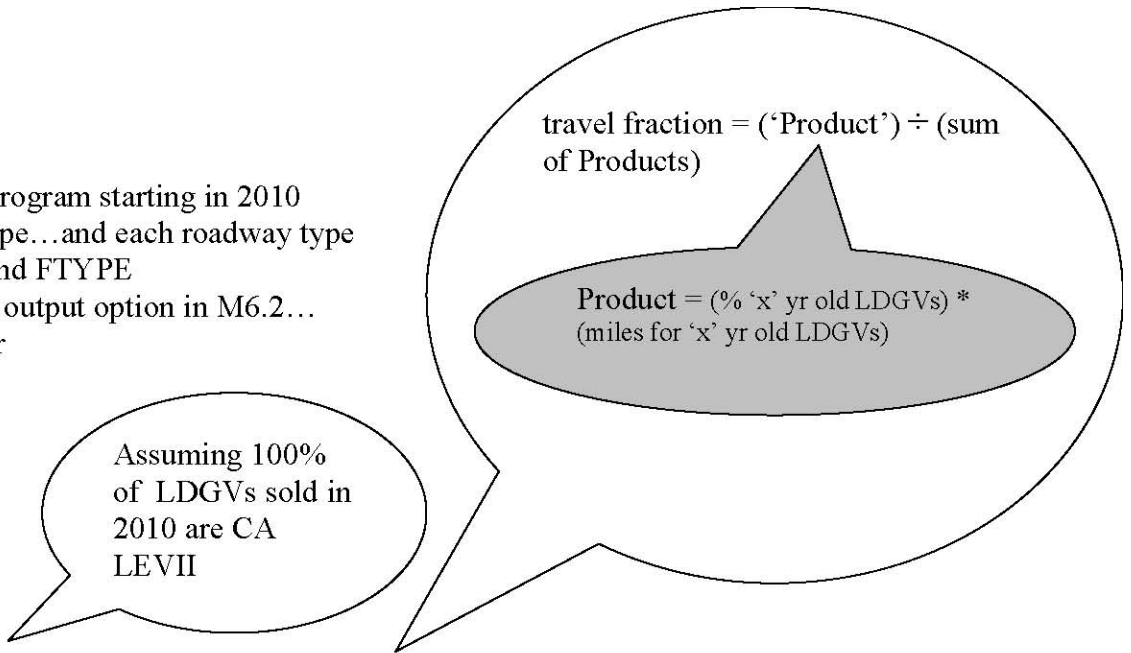 travel fraction = (‘Product’) ÷ (sum
of Products)
rogram starting in 2010
pe…and each roadway type
nd FTYPE
output option in M6.2…
r
Product = (% ‘x’ yr old LDGVs) *
(miles for ‘x’ yr old LDGVs)
Assuming 100%
of LDGVs sold in
2010 are CA
LEVII